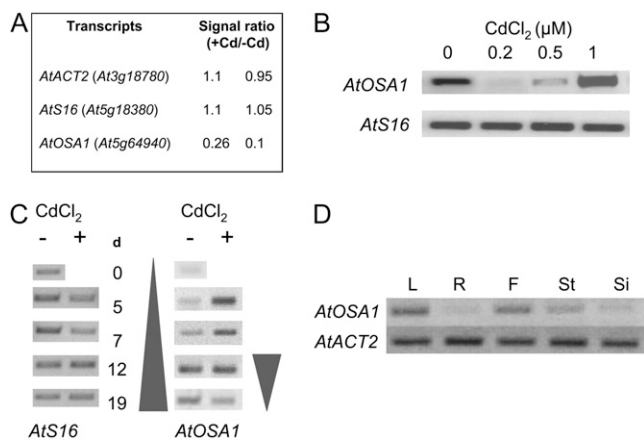 A
Transcripts Signal ratio
(+Cd/-Cd)
AtACT2 (At3g18780) 1.1 0.95
AtS16 (At5g18380) 1.1 1.05
AtOSA1 (At5g64940) 0.26 0.1
B
CdCl₂ (µM)
0 0.2 0.5 1
AtOSA1
AtS16
C
CdCl₂ CdCl₂
- + d - +
0
5
7
12
19
AtS16 AtOSA1
D
L R F St Si
AtOSA1
AtACT2